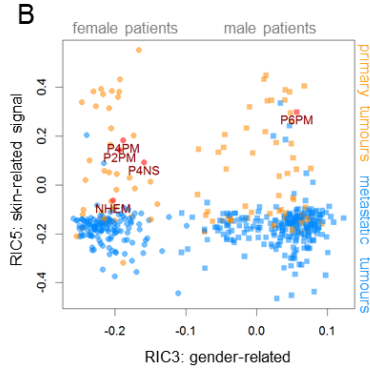 B
female patients
male patients
RIC5: skin-related signal
0.4
0.2
0.0
-0.2
-0.4
P4PM
P2PM
P4NS
NHEM
P6PM
primary tumours
metastatic tumours
-0.2
-0.1
0.0
0.1
RIC3: gender-related